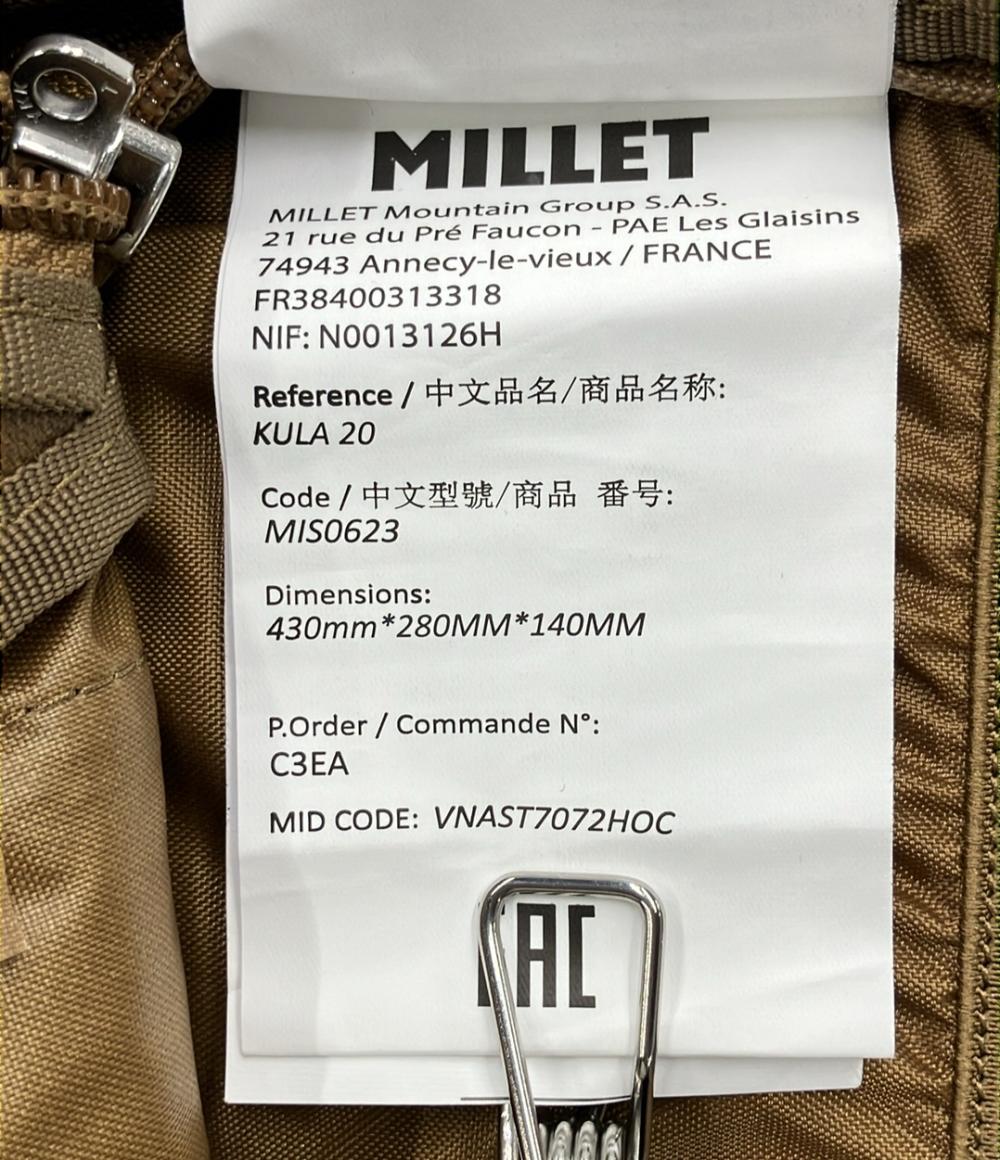 MILLET
MILLET Mountain Group S.A.S.
21 rue du Pré Faucon - PAE Les Glaisins
74943 Annecy-le-vieux / FRANCE
FR38400313318
NIF: N0013126H
Reference / 中文品名/商品名称:
KULA 20
Code / 中文型號/商品 番号:
MIS0623
Dimensions:
430mm*280MM*140MM
P.Order / Commande N°:
C3EA
MID CODE: VNAST7072HOC
EAC
YKK